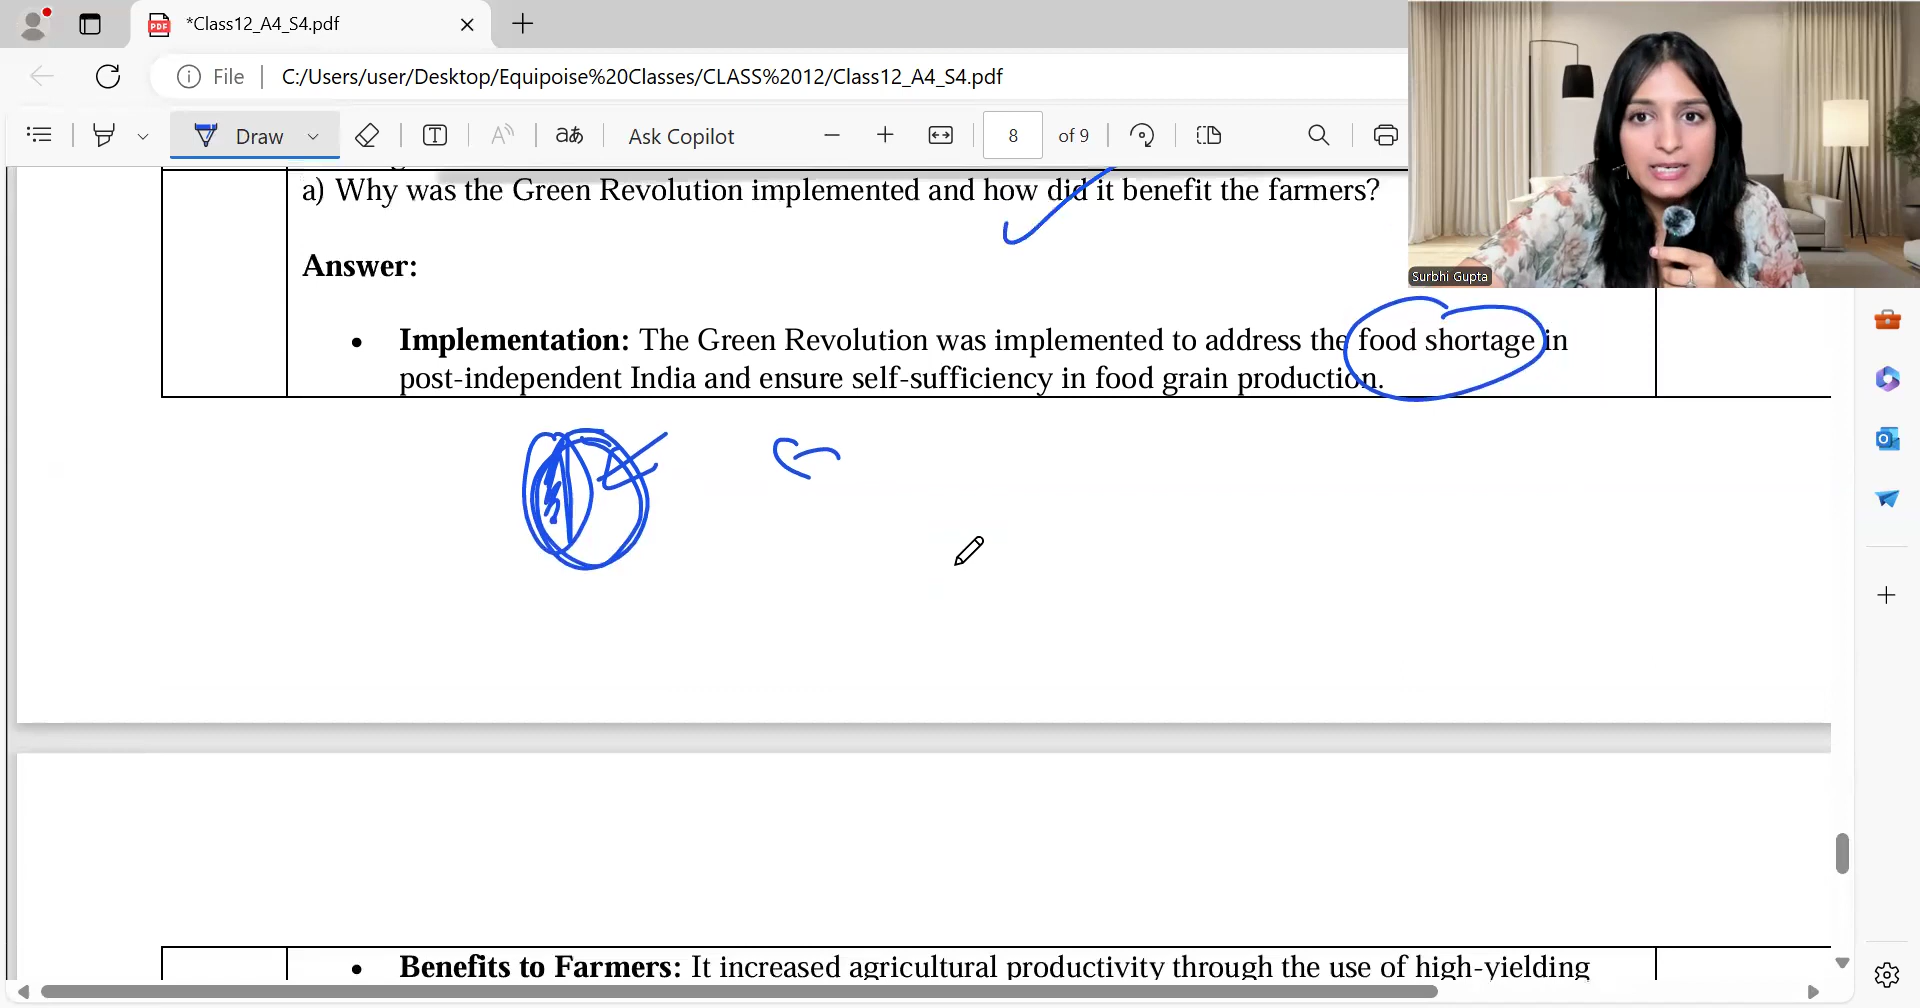 *Class12_A4_S4.pdf
File
C:/Users/user/Desktop/Equipoise%20Classes/CLASS%2012/Class12_A4_S4.pdf
Draw
Ask Copilot
8
of 9
a) Why was the Green Revolution implemented and how did it benefit the farmers?
Surbhi Gupta
Answer:
• Implementation: The Green Revolution was implemented to address the food shortage in
post-independent India and ensure self-sufficiency in food grain production.
• Benefits to Farmers: It increased agricultural productivity through the use of high-yielding